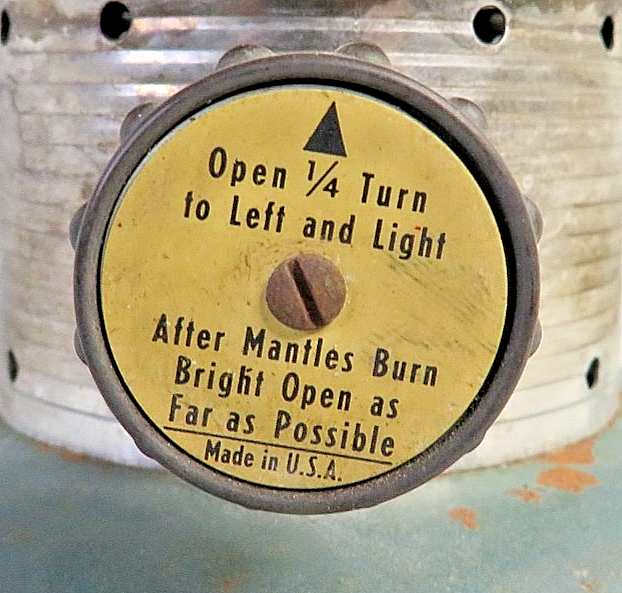 Open 1/4 Turn
to Left and Light
After Mantles Burn
Bright Open as
Far as Possible
Made in U.S.A.